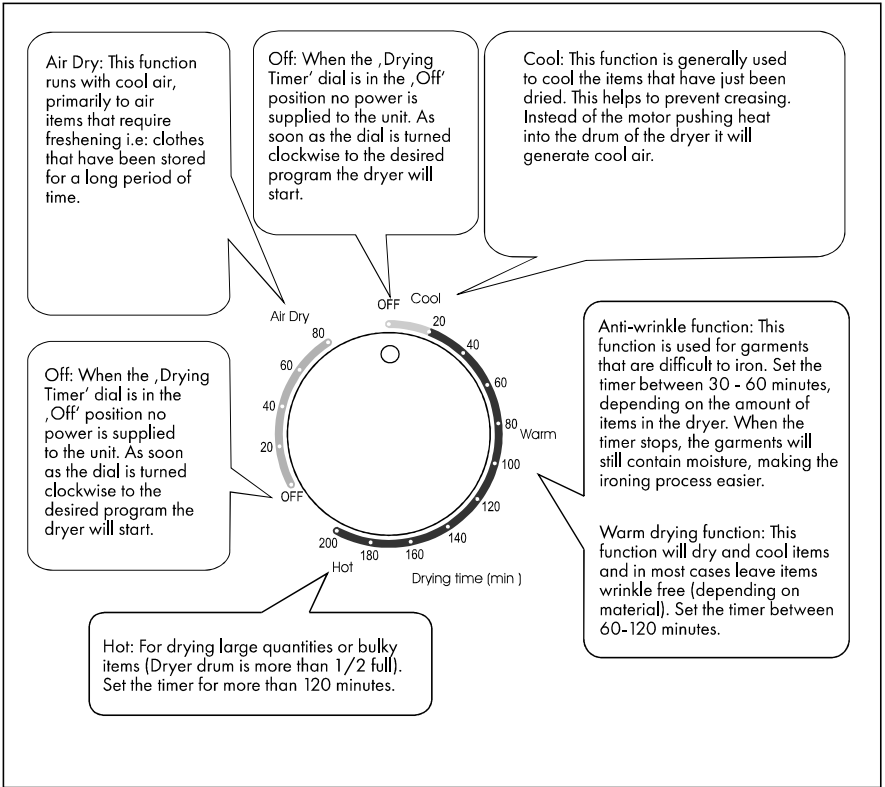 Air Dry: This function
runs with cool air,
primarily to air
items that require
freshening i.e: clothes
that have been stored
for a long period of
time.
Off: When the ‚Drying
Timer‘ dial is in the ‚Off‘
position no power is
supplied to the unit. As
soon as the dial is turned
clockwise to the desired
program the dryer will
start.
Cool: This function is generally used
to cool the items that have just been
dried. This helps to prevent creasing.
Instead of the motor pushing heat
into the drum of the dryer it will
generate cool air.
OFF
Cool
Air Dry
80
60
40
20
OFF
20
40
60
80
Warm
100
120
140
160
180
200
Hot
Drying time (min )
Off: When the ‚Drying
Timer‘ dial is in the
‚Off‘ position no
power is supplied
to the unit. As soon
as the dial is turned
clockwise to the
desired program the
dryer will start.
Anti-wrinkle function: This
function is used for garments
that are difficult to iron. Set the
timer between 30 - 60 minutes,
depending on the amount of
items in the dryer. When the
timer stops, the garments will
still contain moisture, making the
ironing process easier.
Warm drying function: This
function will dry and cool items
and in most cases leave items
wrinkle free (depending on
material). Set the timer between
60-120 minutes.
Hot: For drying large quantities or bulky
items (Dryer drum is more than 1/2 full).
Set the timer for more than 120 minutes.